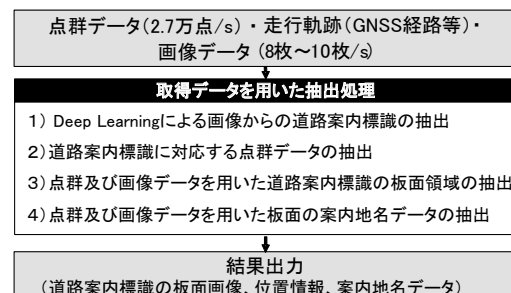 点群データ(2.7万点/s)・走行軌跡(GNSS経路等)・
画像データ(8枚～10枚/s)
取得データを用いた抽出処理
1) Deep Learningによる画像からの道路案内標識の抽出
2)道路案内標識に対応する点群データの抽出
3)点群及び画像データを用いた道路案内標識の板面領域の抽出
4)点群及び画像データを用いた板面の案内地名データの抽出
結果出力
(道路案内標識の板面画像、位置情報、案内地名データ)